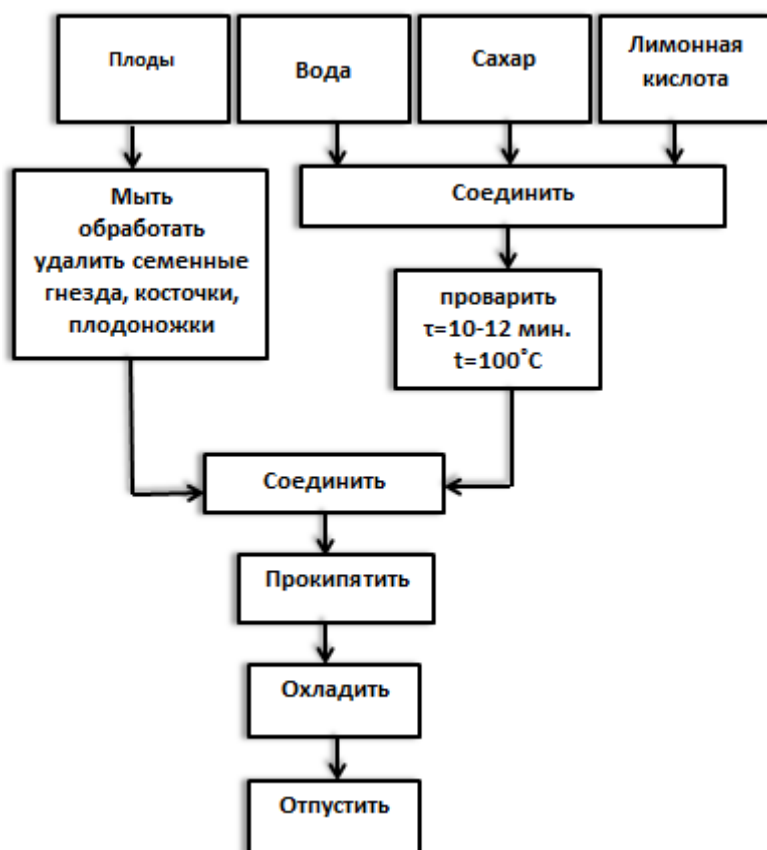 Плоды
Вода
Сахар
Лимонная
кислота
Мыть
обработать
удалить семенные
гнезда, косточки,
плодоножки
Соединить
проварить
τ=10-12 мин.
t=100˚С
Соединить
Прокипятить
Охладить
Отпустить